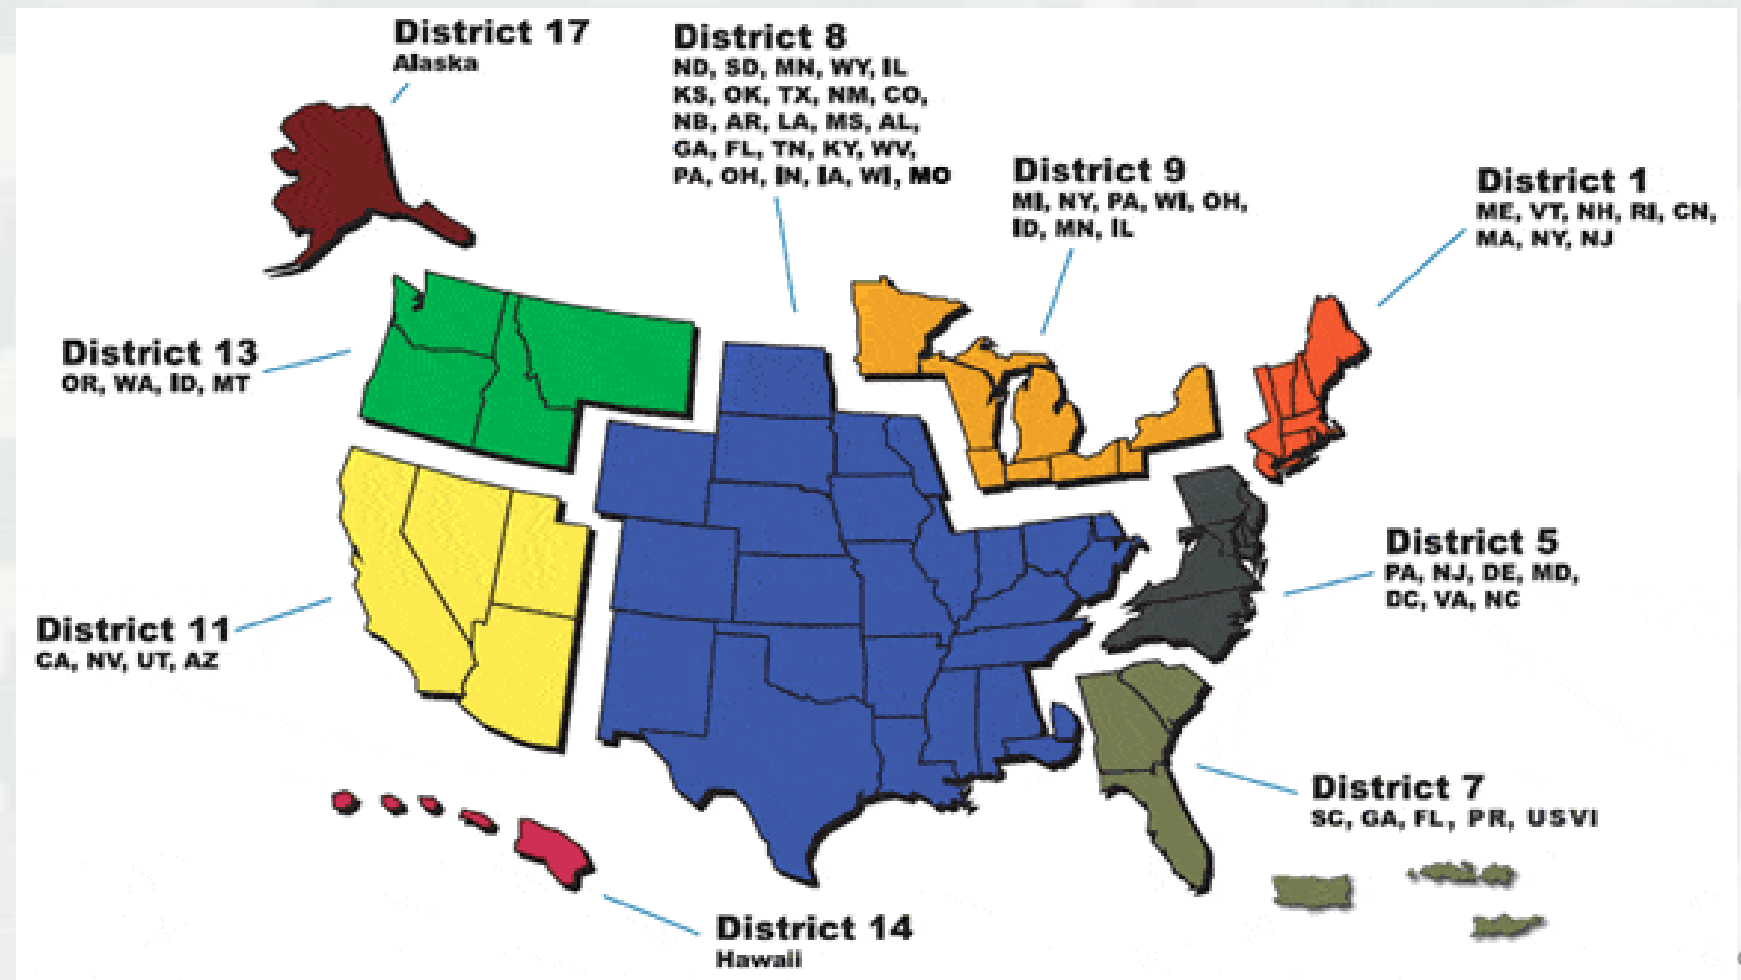 District 17
Alaska
District 8
ND, SD, MN, WY, IL
KS, OK, TX, NM, CO,
NB, AR, LA, MS, AL,
GA, FL, TN, KY, WV,
PA, OH, IN, IA, WI, MO
District 9
MI, NY, PA, WI, OH,
ID, MN, IL
District 1
ME, VT, NH, RI, CN,
MA, NY, NJ
District 13
OR, WA, ID, MT
District 5
PA, NJ, DE, MD,
DC, VA, NC
District 11
CA, NV, UT, AZ
District 7
SC, GA, FL, PR, USVI
District 14
Hawaii